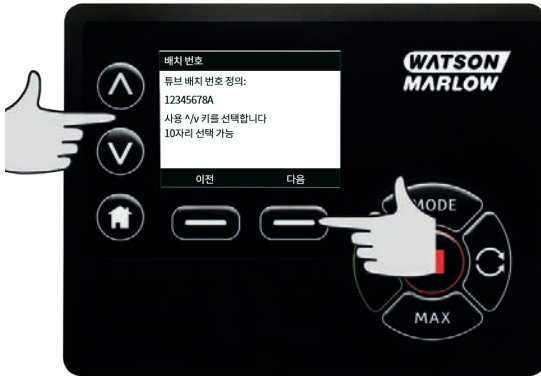 배치 번호
튜브 배치 번호 정의:
12345678A
사용 ^/v 키를 선택합니다
10자리 선택 가능
이전 다음
WATSON
MARLOW
MODE
MAX